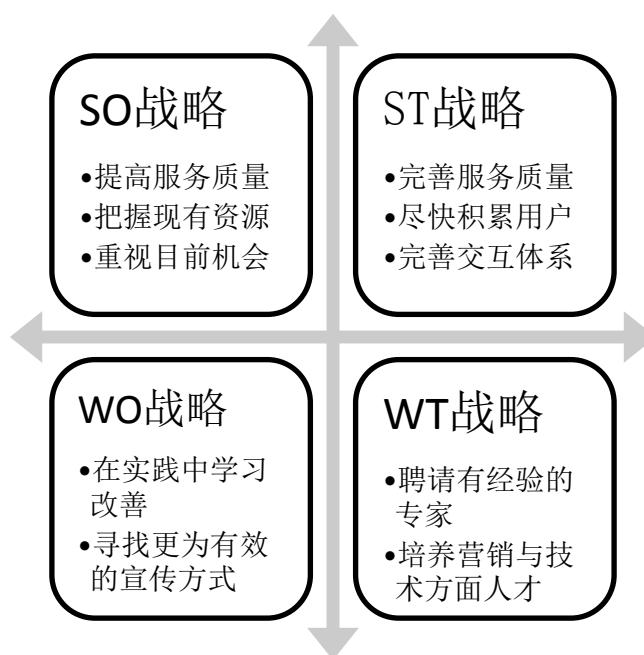 SO战略
•提高服务质量
•把握现有资源
•重视目前机会
ST战略
•完善服务质量
•尽快积累用户
•完善交互体系
WO战略
•在实践中学习
改善
•寻找更为有效
的宣传方式
WT战略
•聘请有经验的
专家
•培养营销与技
术方面人才